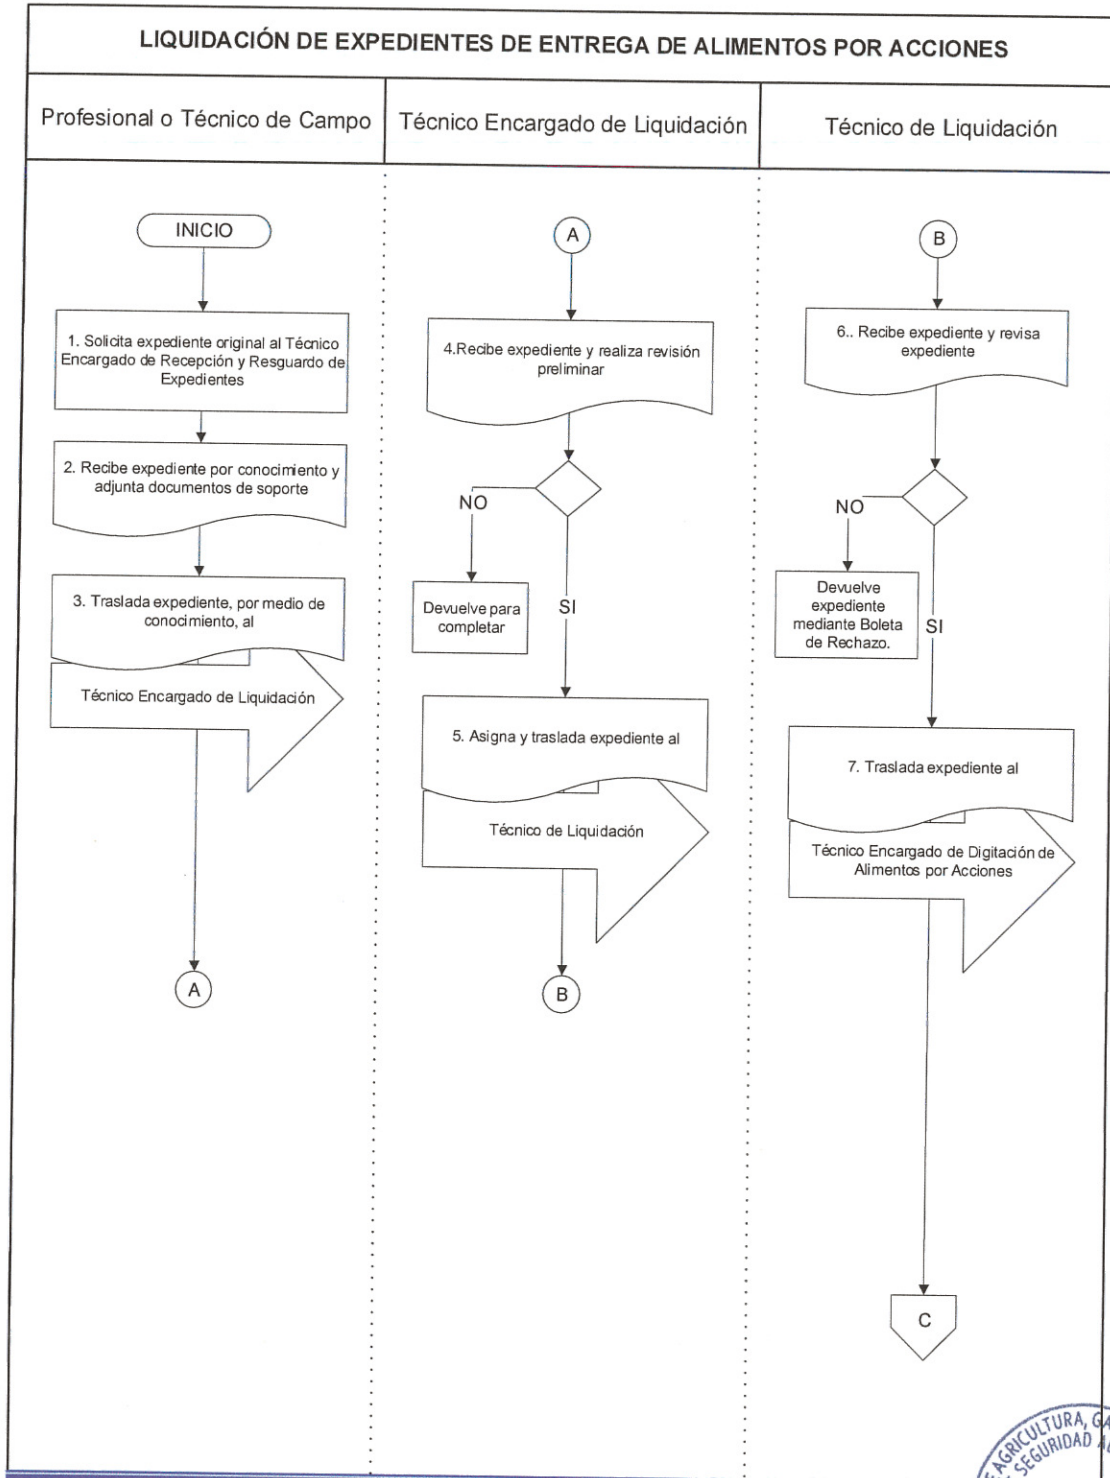 LIQUIDACIÓN DE EXPEDIENTES DE ENTREGA DE ALIMENTOS POR ACCIONES
Profesional o Técnico de Campo
Técnico Encargado de Liquidación
Técnico de Liquidación
INICIO
1. Solicita expediente original al Técnico
Encargado de Recepción y Resguardo de
Expedientes
2. Recibe expediente por conocimiento y
adjunta documentos de soporte
3. Traslada expediente, por medio de
conocimiento, al
Técnico Encargado de Liquidación
A
A
4.Recibe expediente y realiza revisión
preliminar
NO
Devuelve para
completar
SI
5. Asigna y traslada expediente al
Técnico de Liquidación
B
B
6.. Recibe expediente y revisa
expediente
NO
Devuelve
expediente
mediante Boleta
de Rechazo.
SI
7. Traslada expediente al
Técnico Encargado de Digitación de
Alimentos por Acciones
C
AGRICULTURA, GA
SEGURIDAD